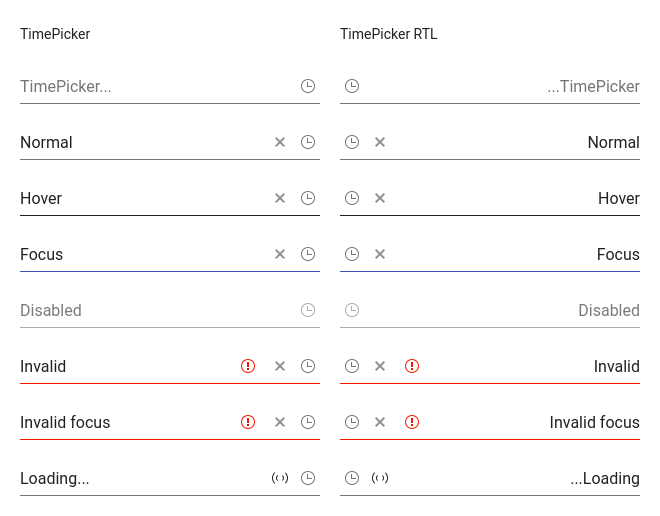 TimePicker
TimePicker...
Normal
Hover
Focus
Disabled
Invalid
Invalid focus
Loading...
TimePicker RTL
...TimePicker
Normal
Hover
Focus
Disabled
Invalid
Invalid focus
...Loading